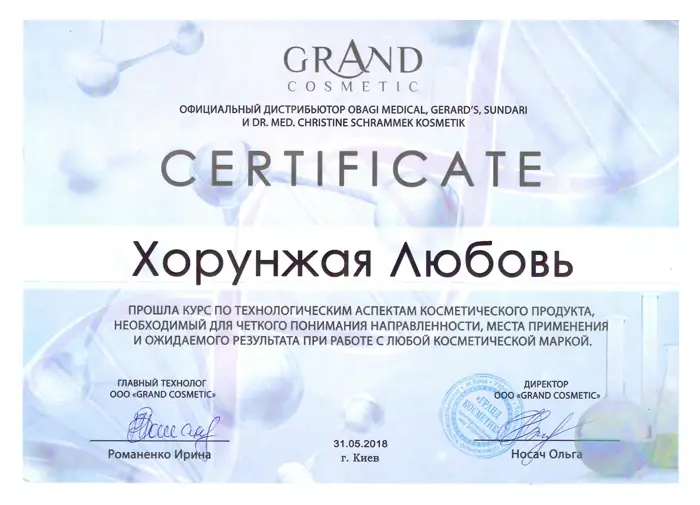 GRAND
COSMETIC
ОФИЦИАЛЬНЫЙ ДИСТРИБЬЮТОР OBAGI MEDICAL, GERARD'S, SUNDARI
И DR. MED. CHRISTINE SCHRAMMEK KOSMETIK
CERTIFICATE
Хорунжая Любовь
ПРОШЛА КУРС ПО ТЕХНОЛОГИЧЕСКИМ АСПЕКТАМ КОСМЕТИЧЕСКОГО ПРОДУКТА,
НЕОБХОДИМЫЙ ДЛЯ ЧЕТКОГО ПОНИМАНИЯ НАПРАВЛЕННОСТИ, МЕСТА ПРИМЕНЕНИЯ
И ОЖИДАЕМОГО РЕЗУЛЬТАТА ПРИ РАБОТЕ С ЛЮБОЙ КОСМЕТИЧЕСКОЙ МАРКОЙ.
ГЛАВНЫЙ ТЕХНОЛОГ
ООО «GRAND COSMETIC»
Романенко Ирина
31.05.2018
г. Киев
ДИРЕКТОР
ООО «GRAND COSMETIC»
«ГРАНД
КОСМЕТИК»
Носач Ольга